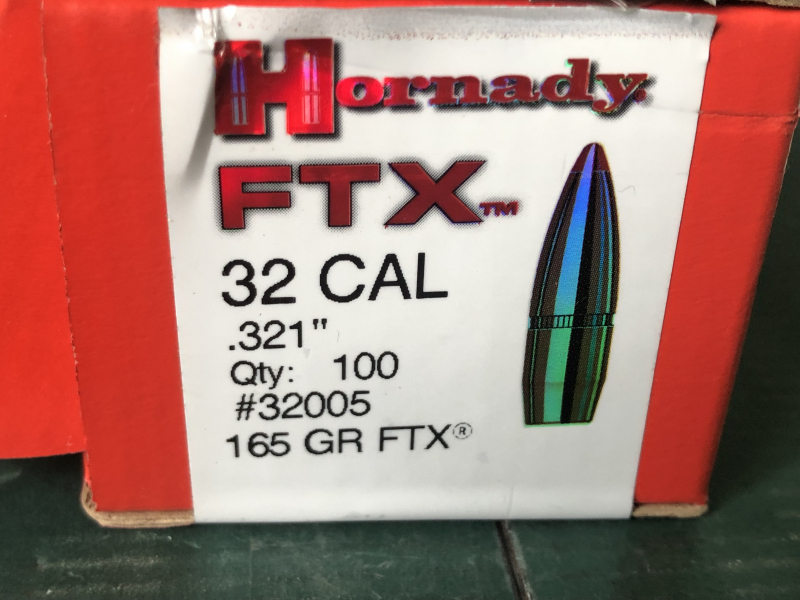 Hornady®
FTX™
32 CAL
.321"
Qty: 100
#32005
165 GR FTX®